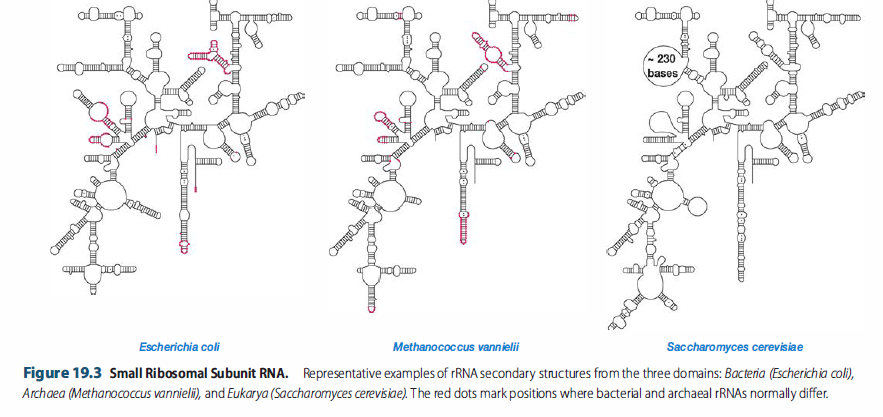 ~ 230
bases
Escherichia coli
Methanococcus vannielii
Saccharomyces cerevisiae
Figure 19.3 Small Ribosomal Subunit RNA. Representative examples of rRNA secondary structures from the three domains: Bacteria (Escherichia coli),
Archaea (Methanococcus vannielii), and Eukarya (Saccharomyces cerevisiae). The red dots mark positions where bacterial and archaeal rRNAs normally differ.